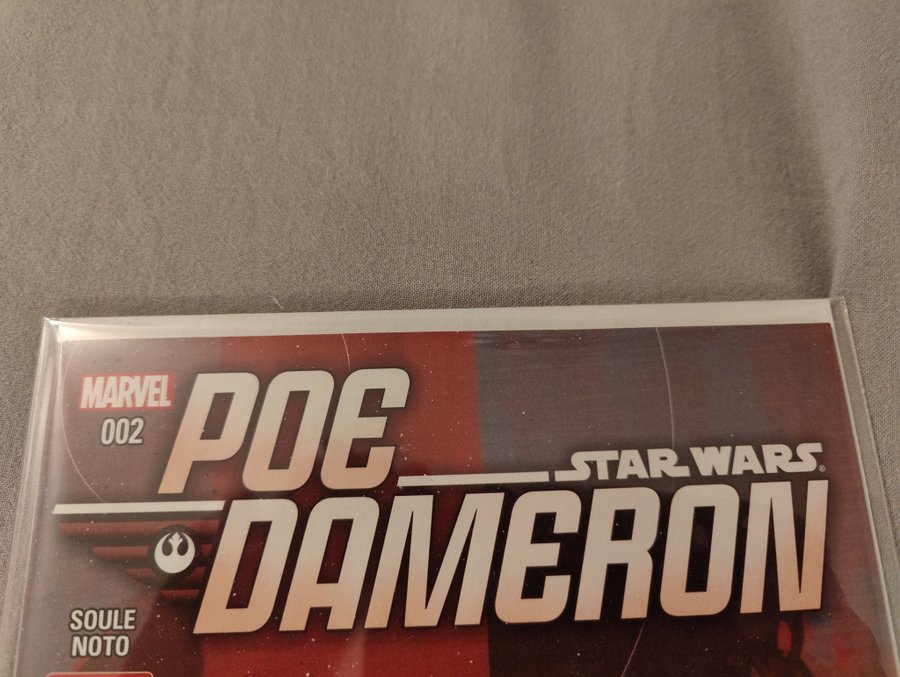 MARVEL
002
POE
STAR WARS®
DAMERON
SOULE
NOTO